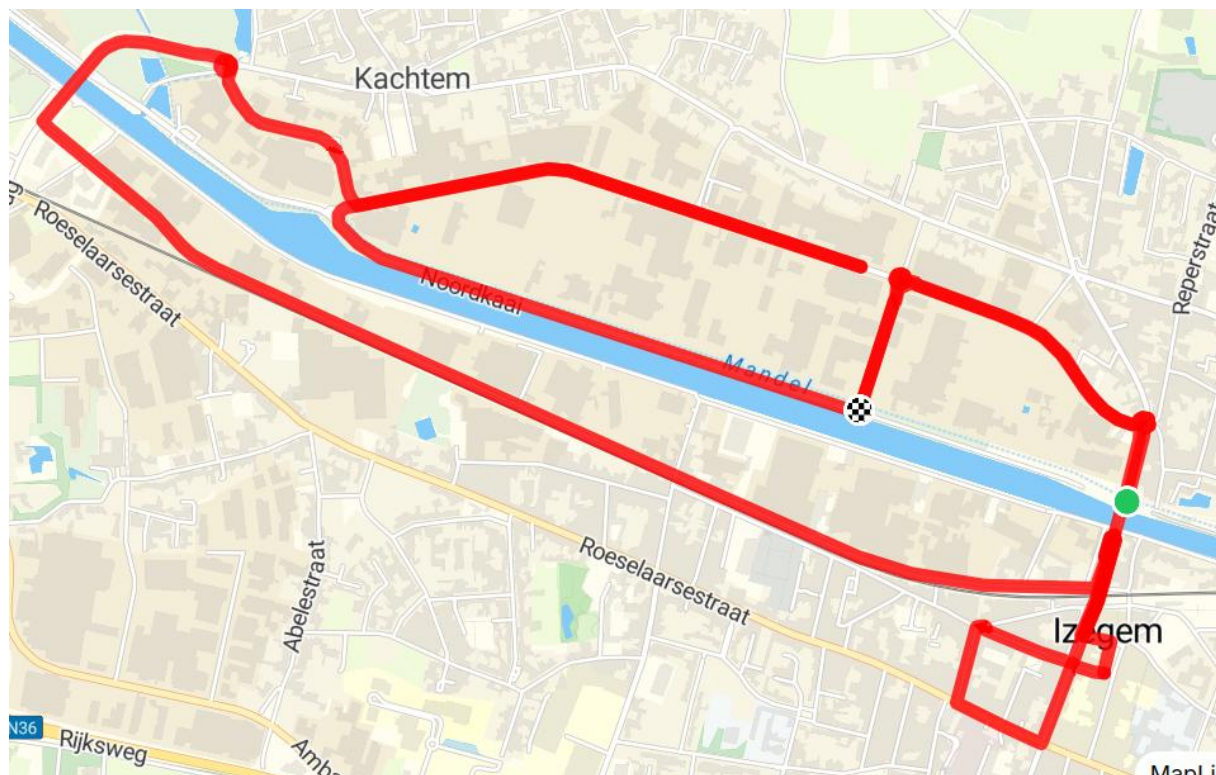 Kachtem
Roeselaarsestraat
Reperstraat
Noordkaai
Mandel
Roeselaarsestraat
Abelestraat
Izegem
N36
Rijksweg